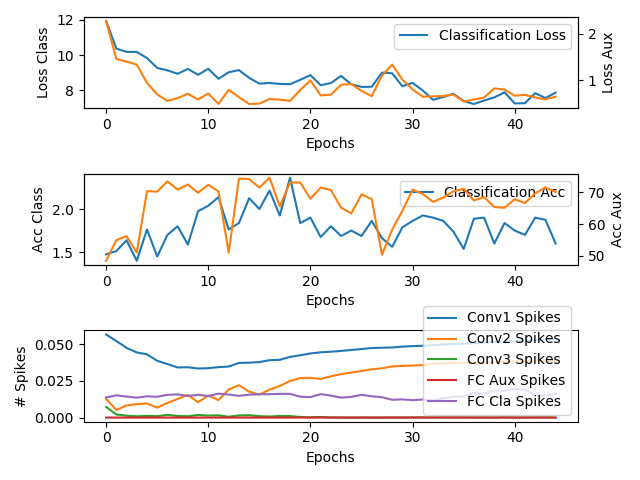 Classification Loss
Loss Class
Loss Aux
12
10
8
2
1
0 10 20 30 40
Epochs
Classification Acc
Acc Class
Acc Aux
2.0
1.5
70
60
50
0 10 20 30 40
Epochs
Conv1 Spikes
Conv2 Spikes
Conv3 Spikes
FC Aux Spikes
FC Cla Spikes
# Spikes
0.050
0.025
0.000
0 10 20 30 40
Epochs